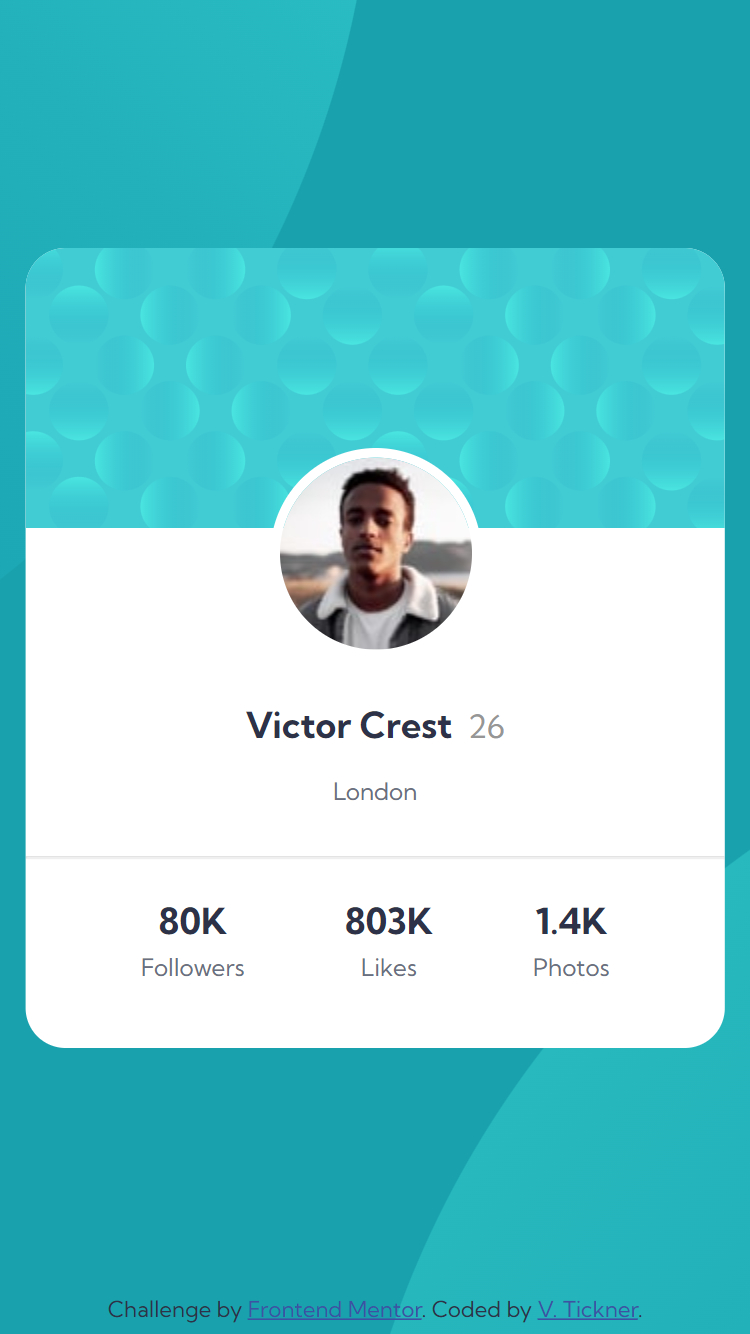 Victor Crest 26
London
80K 803K 1.4K
Followers Likes Photos
Challenge by Frontend Mentor. Coded by V. Tickner.